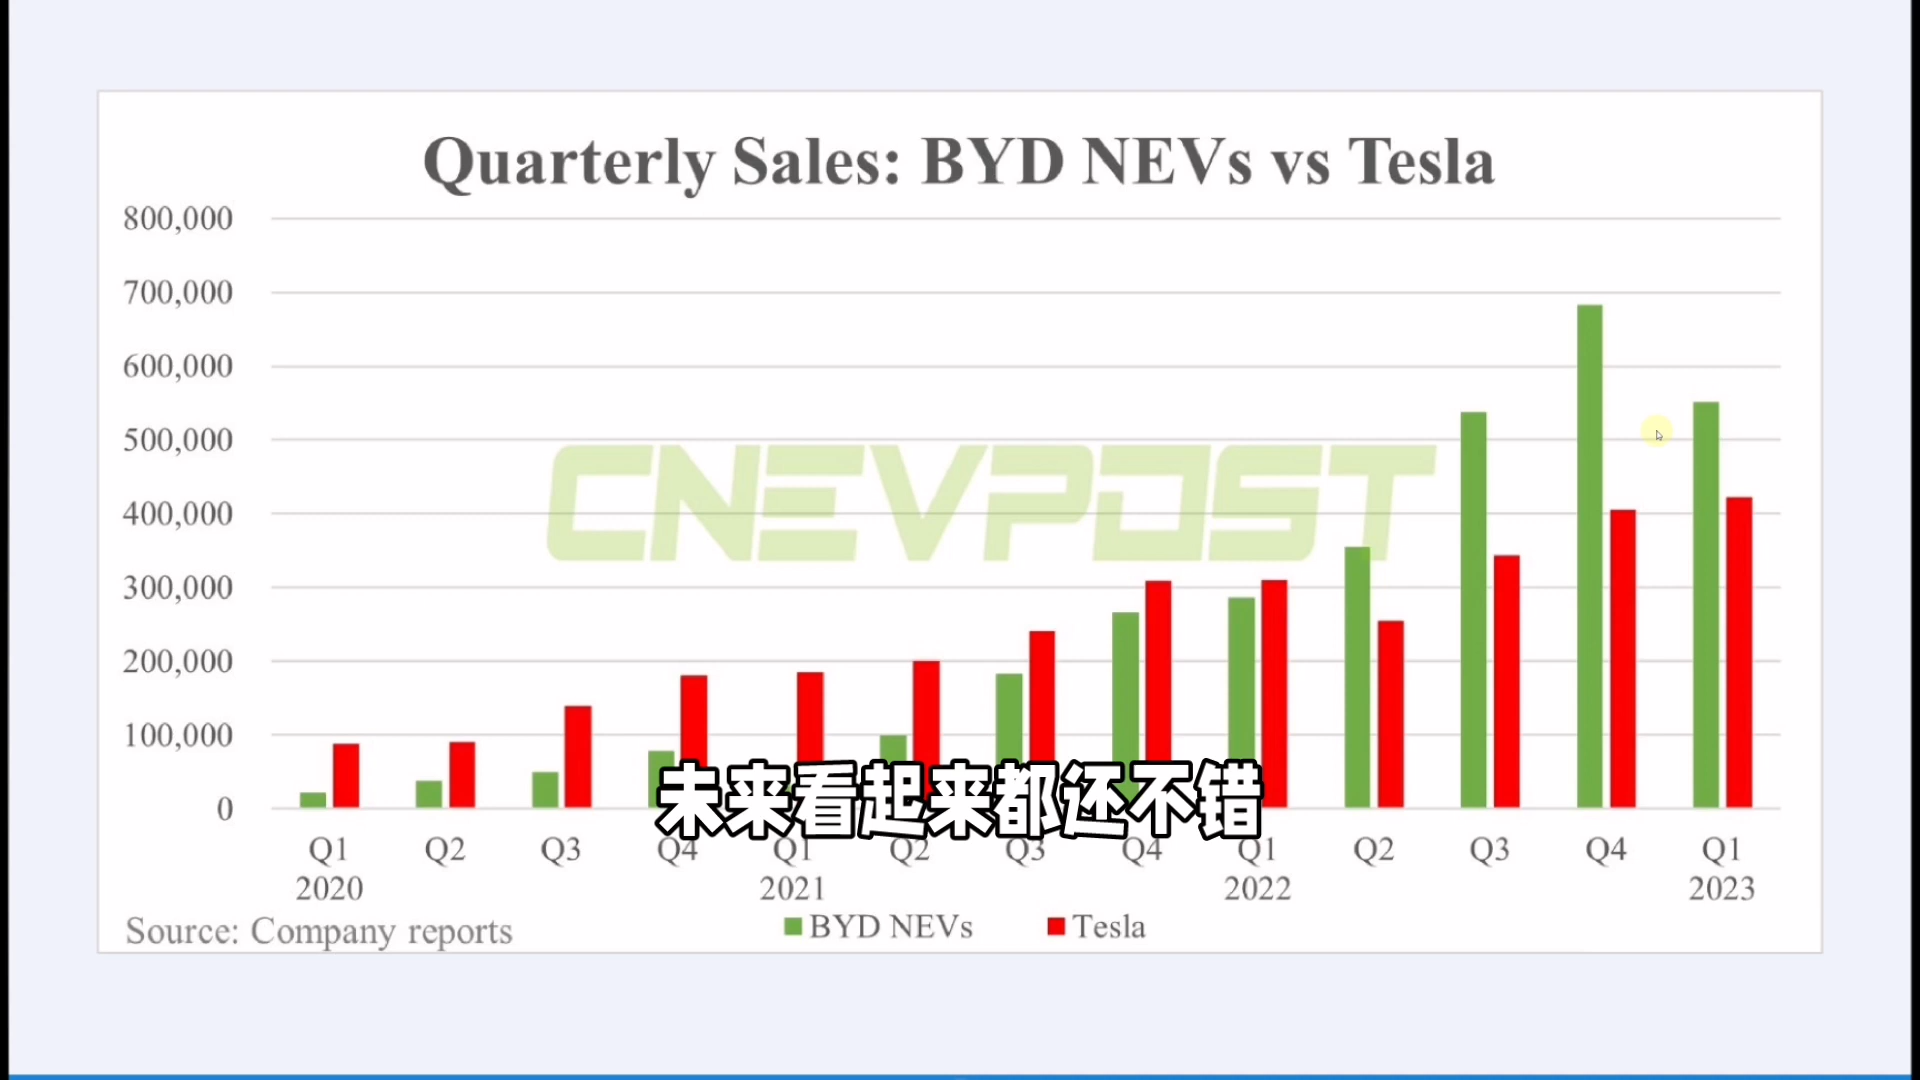 Quarterly Sales: BYD NEVs vs Tesla
800,000
700,000
600,000
500,000
400,000
300,000
200,000
100,000
0
CNEVPOST
未来看起来都还不错
Q1 Q2 Q3 Q4 Q1 Q2 Q3 Q4 Q1 Q2 Q3 Q4 Q1
2020 2021 2022 2023
Source: Company reports
BYD NEVs Tesla